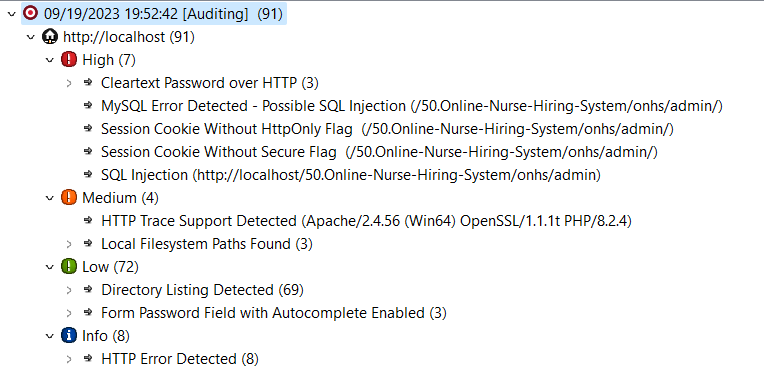 09/19/2023 19:52:42 [Auditing] (91)
http://localhost (91)
High (7)
Cleartext Password over HTTP (3)
MySQL Error Detected - Possible SQL Injection (/50.Online-Nurse-Hiring-System/onhs/admin/)
Session Cookie Without HttpOnly Flag (/50.Online-Nurse-Hiring-System/onhs/admin/)
Session Cookie Without Secure Flag (/50.Online-Nurse-Hiring-System/onhs/admin/)
SQL Injection (http://localhost/50.Online-Nurse-Hiring-System/onhs/admin)
Medium (4)
HTTP Trace Support Detected (Apache/2.4.56 (Win64) OpenSSL/1.1.1t PHP/8.2.4)
Local Filesystem Paths Found (3)
Low (72)
Directory Listing Detected (69)
Form Password Field with Autocomplete Enabled (3)
Info (8)
HTTP Error Detected (8)